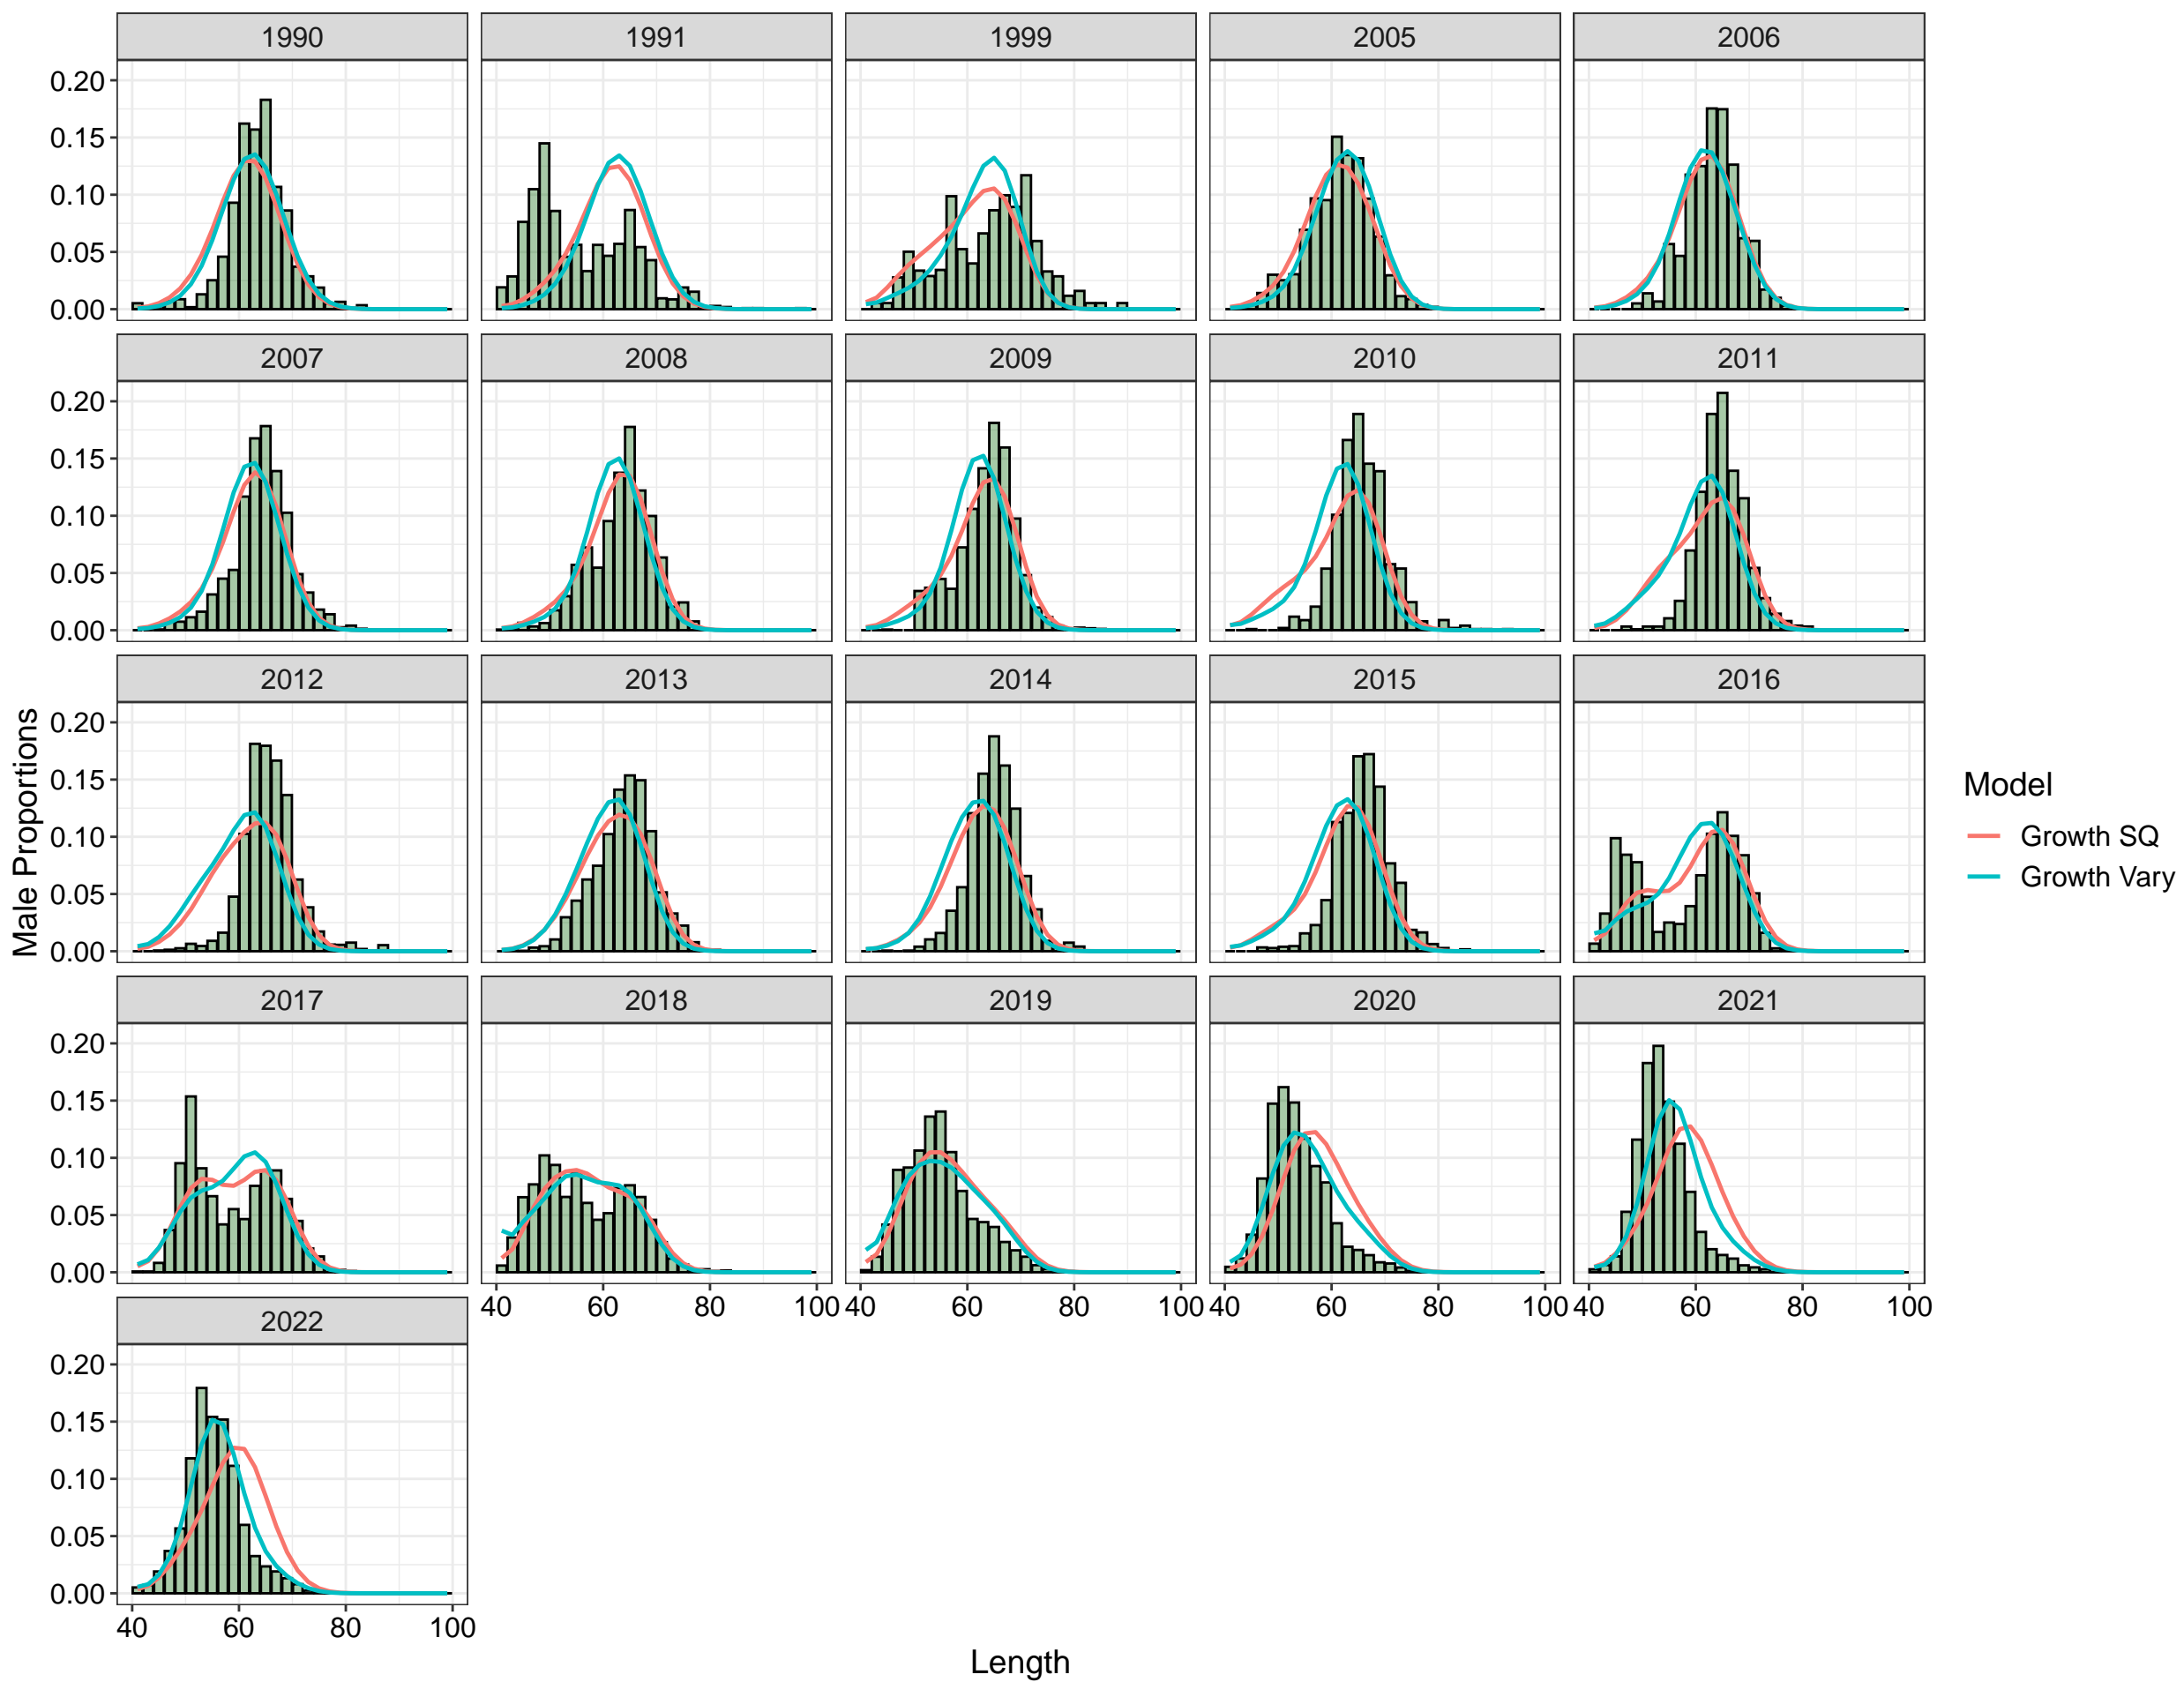 1990 1991 1999 2005 2006
0.20
0.15
0.10
0.05
0.00
2007 2008 2009 2010 2011
0.20
0.15
0.10
0.05
0.00
2012 2013 2014 2015 2016
0.20
0.15
0.10
0.05
0.00
Male Proportions
Model
Growth SQ
Growth Vary
2017 2018 2019 2020 2021
0.20
0.15
0.10
0.05
0.00
40 60 80 100 40 60 80 100 40 60 80 100 40 60 80 100
2022
0.20
0.15
0.10
0.05
0.00
40 60 80 100
Length